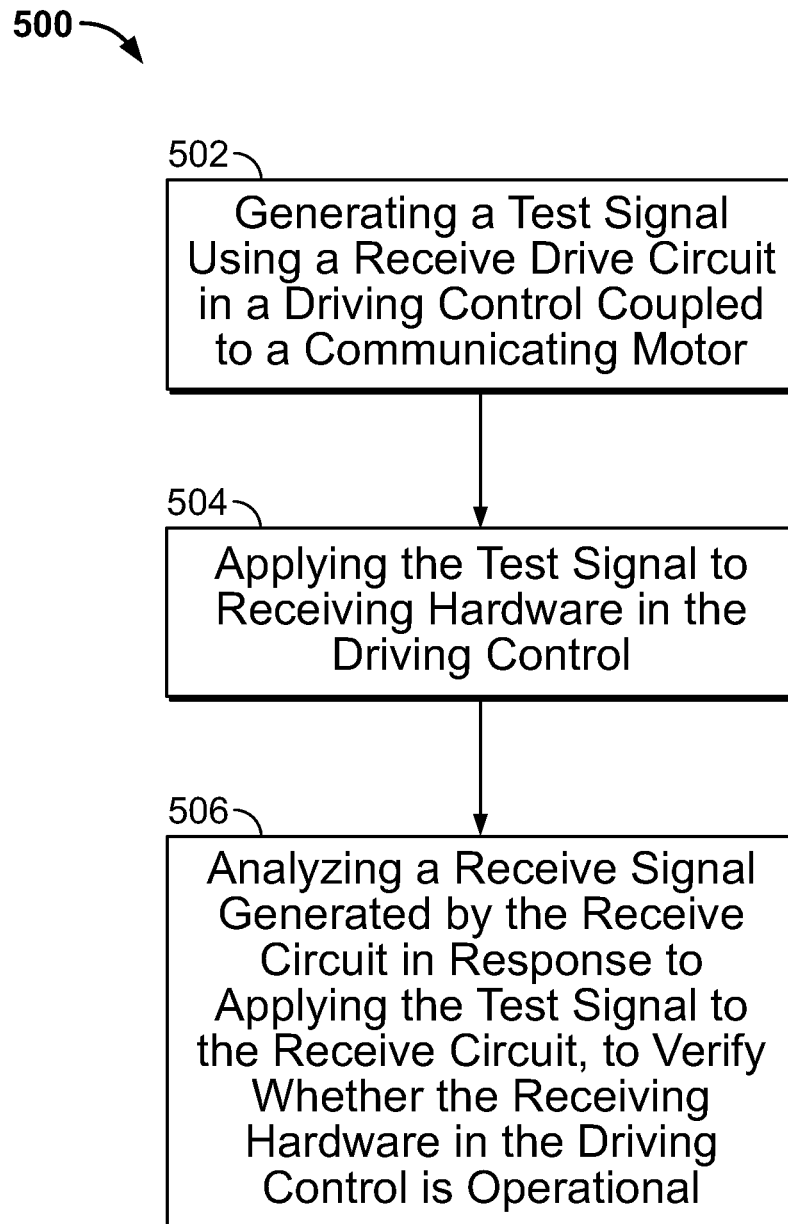 500
502
Generating a Test Signal
Using a Receive Drive Circuit
in a Driving Control Coupled
to a Communicating Motor
504
Applying the Test Signal to
Receiving Hardware in the
Driving Control
506
Analyzing a Receive Signal
Generated by the Receive
Circuit in Response to
Applying the Test Signal to
the Receive Circuit, to Verify
Whether the Receiving
Hardware in the Driving
Control is Operational